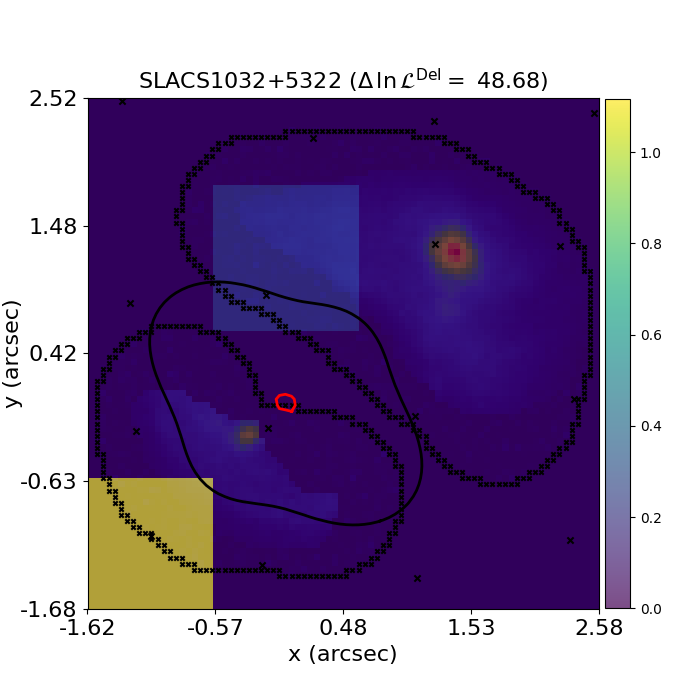 SLACS1032+5322 (Δ ln ℒ^Del = 48.68)
2.52
1.48
0.42
-0.63
-1.68
y (arcsec)
-1.62 -0.57 0.48 1.53 2.58
x (arcsec)
1.0
0.8
0.6
0.4
0.2
0.0